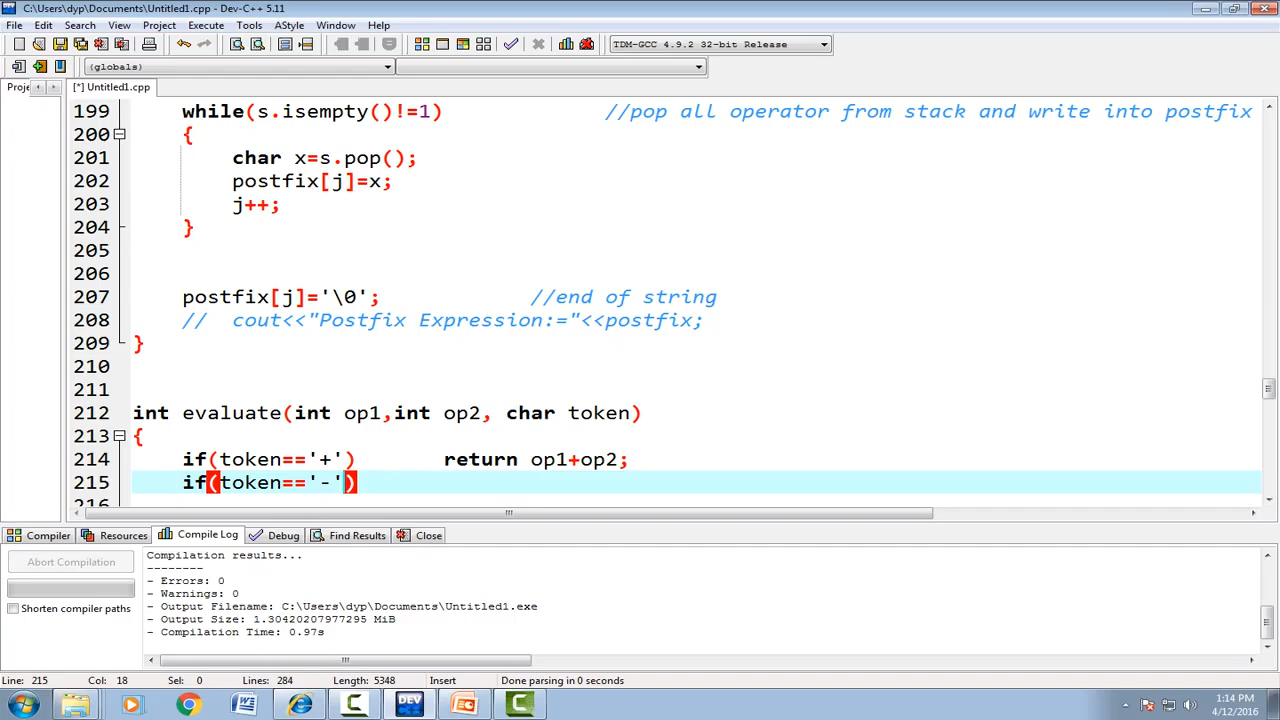 C:\Users\dyp\Documents\Untitled1.cpp - Dev-C++ 5.11
File Edit Search View Project Execute Tools AStyle Window Help
TDM-GCC 4.9.2 32-bit Release
(globals)
Proje [*] Untitled1.cpp
199 while(s.isempty()!=1) //pop all operator from stack and write into postfix
200 {
201 char x=s.pop();
202 postfix[j]=x;
203 j++;
204 }
205
206
207 postfix[j]='\0'; //end of string
208 // cout<<"Postfix Expression:="<<postfix;
209 }
210
211
212 int evaluate(int op1,int op2, char token)
213 {
214 if(token=='+') return op1+op2;
215 if(token=='-')
216
Compiler Resources Compile Log Debug Find Results Close
Abort Compilation
Shorten compiler paths
Compilation results...
--------
- Errors: 0
- Warnings: 0
- Output Filename: C:\Users\dyp\Documents\Untitled1.exe
- Output Size: 1.30420207977295 MiB
- Compilation Time: 0.97s
Line: 215 Col: 18 Sel: 0 Lines: 284 Length: 5348 Insert Done parsing in 0 seconds
DEV C++
1:14 PM
4/12/2016